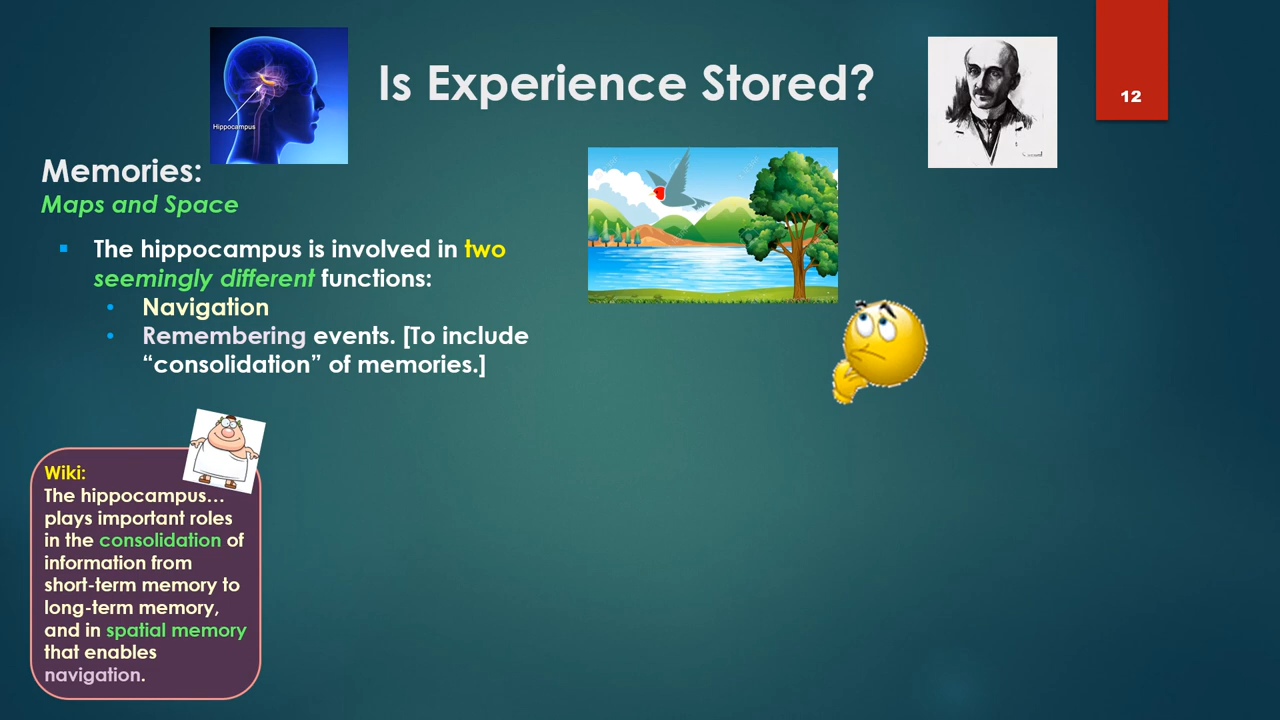 Is Experience Stored?
12
Hippocampus
Memories:
Maps and Space
The hippocampus is involved in two
seemingly different functions:
Navigation
Remembering events. [To include
“consolidation” of memories.]
Wiki:
The hippocampus…
plays important roles
in the consolidation of
information from
short-term memory to
long-term memory,
and in spatial memory
that enables
navigation.